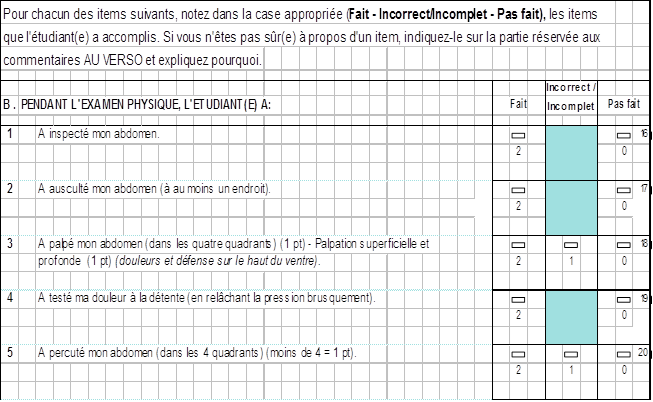 Pour chacun des items suivants, notez dans la case appropriée (Fait - Incorrect/Incomplet - Pas fait), les items
que l'étudiant(e) a accomplis. Si vous n'êtes pas sûr(e) à propos d'un item, indiquez-le sur la partie réservée aux
commentaires AU VERSO et expliquez pourquoi.
B . PENDANT L'EXAMEN PHYSIQUE, L'ETUDIANT(E) A: Fait Incorrect / Incomplet Pas fait
1 A inspecté mon abdomen. 16
2 0
2 A ausculté mon abdomen (à au moins un endroit). 17
2 0
3 A palpé mon abdomen (dans les quatre quadrants) (1 pt) - Palpation superficielle et 18
profonde (1 pt) (douleurs et défense sur le haut du ventre). 2 1 0
4 A testé ma douleur à la détente (en relâchant la pression brusquement). 19
2 0
5 A percuté mon abdomen (dans les 4 quadrants) (moins de 4 = 1 pt). 20
2 1 0